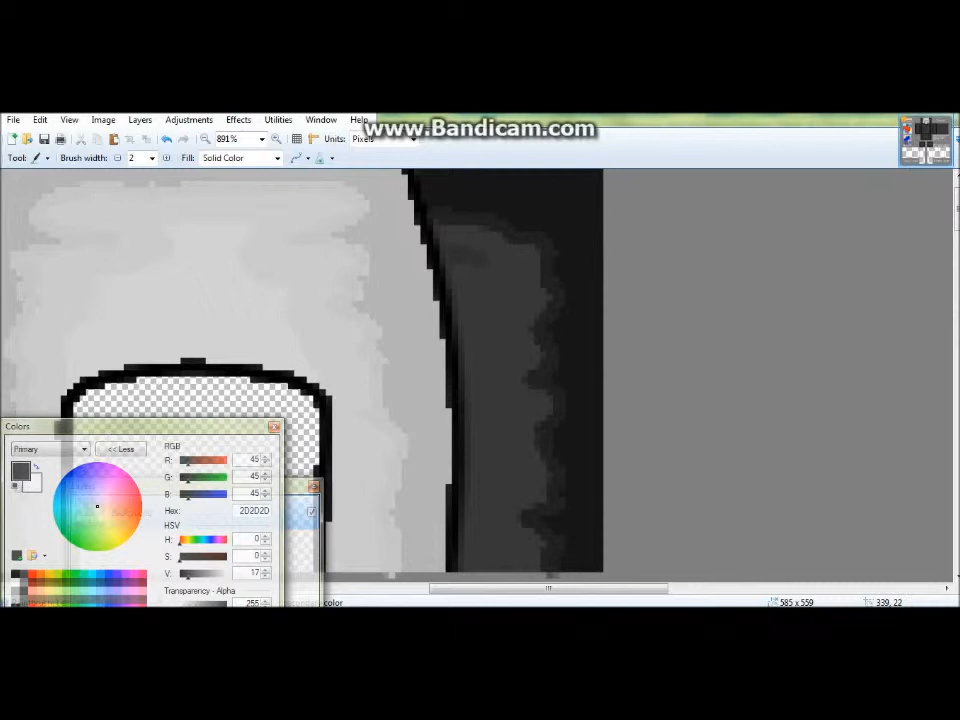 www.Bandicam.com
File Edit View Image Layers Adjustments Effects Utilities Window Help
891% Units: Pixels
Tool: Brush width: 2 Fill: Solid Color
Colors
Primary << Less
RGB
R: 45
G: 45
B: 45
Hex: 2D2D2D
HSV
H: 0
S: 0
V: 17
Transparency - Alpha
255
color 585 x 559 339, 22